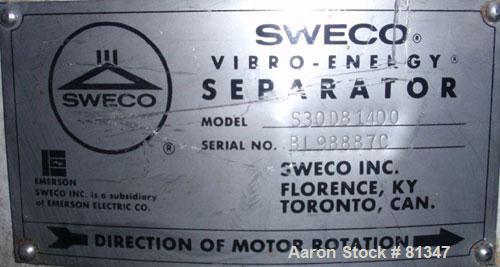 SWECO®
VIBRO-ENERGY®
SEPARATOR
MODEL S30D81400
SERIAL NO.
SWECO INC.
FLORENCE, KY
TORONTO, CAN.
SWECO
®
EMERSON
SWECO INC. is a subsidiary
of EMERSON ELECTRIC CO.
DIRECTION OF MOTOR ROTATION
Aaron Stock # 81347